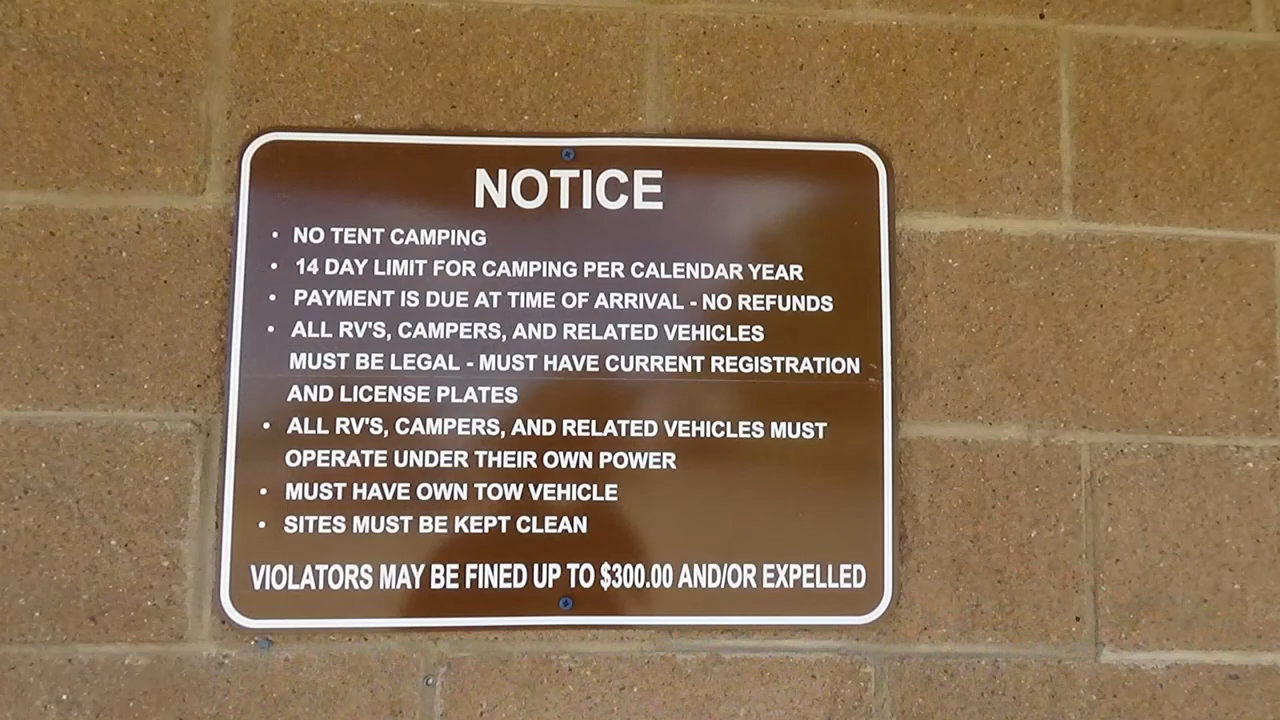 NOTICE
• NO TENT CAMPING
• 14 DAY LIMIT FOR CAMPING PER CALENDAR YEAR
• PAYMENT IS DUE AT TIME OF ARRIVAL - NO REFUNDS
• ALL RV'S, CAMPERS, AND RELATED VEHICLES
MUST BE LEGAL - MUST HAVE CURRENT REGISTRATION
AND LICENSE PLATES
• ALL RV'S, CAMPERS, AND RELATED VEHICLES MUST
OPERATE UNDER THEIR OWN POWER
• MUST HAVE OWN TOW VEHICLE
• SITES MUST BE KEPT CLEAN
VIOLATORS MAY BE FINED UP TO $300.00 AND/OR EXPELLED